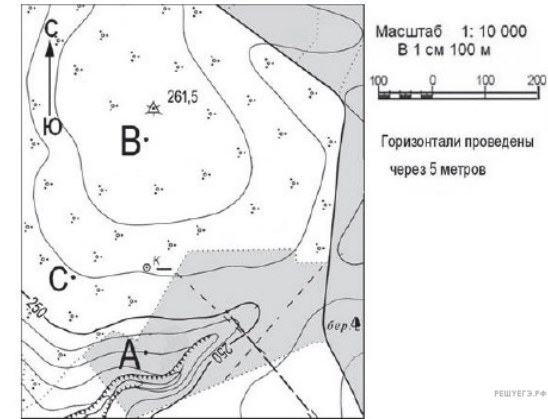 С
Ю
261,5
В
К
С
250
А
250
бер.
Масштаб 1: 10 000
В 1 см 100 м
100 0 100 200
Горизонтали проведены
через 5 метров
РЕШУЕГЭ.РФ